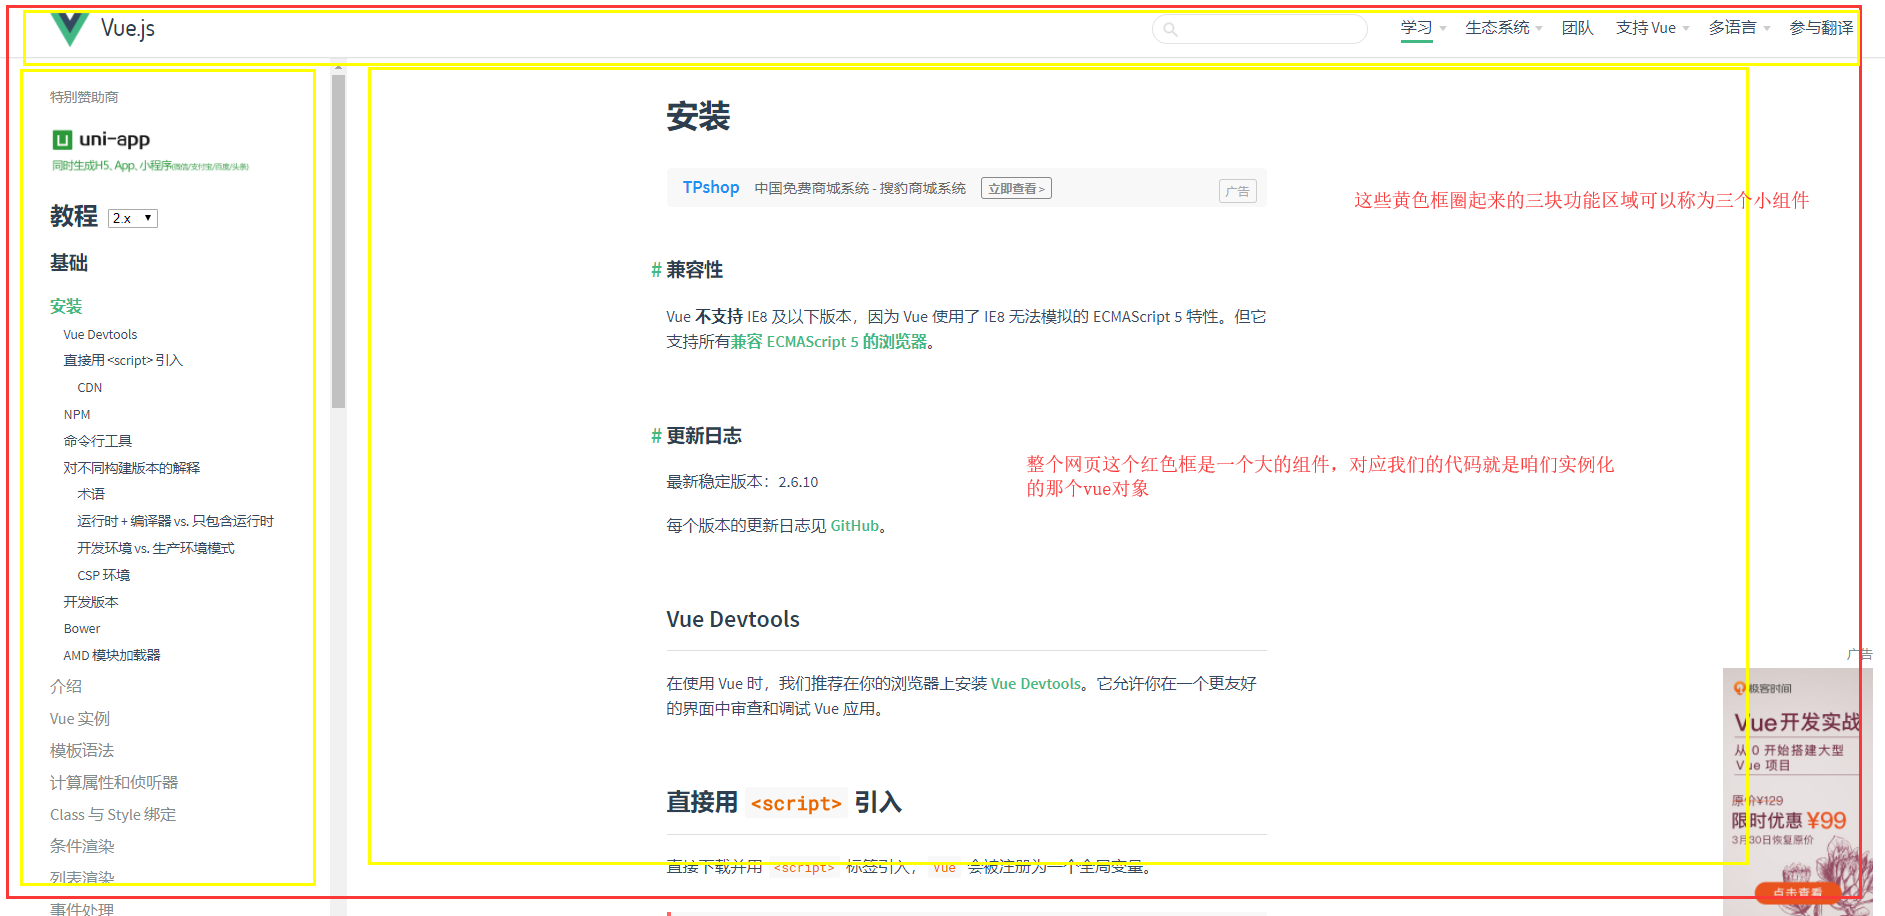 Vue.js
学习
生态系统
团队
支持 Vue
多语言
参与翻译
特别赞助商
uni-app
同时生成H5、App、小程序(微信/支付宝/百度/头条)
教程 2.x
基础
安装
Vue Devtools
直接用 <script> 引入
CDN
NPM
命令行工具
对不同构建版本的解释
术语
运行时 + 编译器 vs. 只包含运行时
开发环境 vs. 生产环境模式
CSP 环境
开发版本
Bower
AMD 模块加载器
介绍
Vue 实例
模板语法
计算属性和侦听器
Class 与 Style 绑定
条件渲染
列表渲染
事件处理
安装
TPshop 中国免费商城系统 - 搜豹商城系统 立即查看 >
广告
这些黄色框圈起来的三块功能区域可以称为三个小组件
# 兼容性
Vue 不支持 IE8 及以下版本，因为 Vue 使用了 IE8 无法模拟的 ECMAScript 5 特性。但它
支持所有兼容 ECMAScript 5 的浏览器。
# 更新日志
最新稳定版本：2.6.10
每个版本的更新日志见 GitHub。
整个网页这个红色框是一个大的组件，对应我们的代码就是咱们实例化
的那个vue对象
Vue Devtools
在使用 Vue 时，我们推荐在你的浏览器上安装 Vue Devtools。它允许你在一个更友好
的界面中审查和调试 Vue 应用。
直接用 <script> 引入
直接下载并用 <script> 标签引入， Vue 会被注册为一个全局变量。
广告
极客时间
Vue开发实战
从 0 开始搭建大型
Vue 项目
原价¥129
限时优惠 ¥99
3月30日恢复原价
点击查看